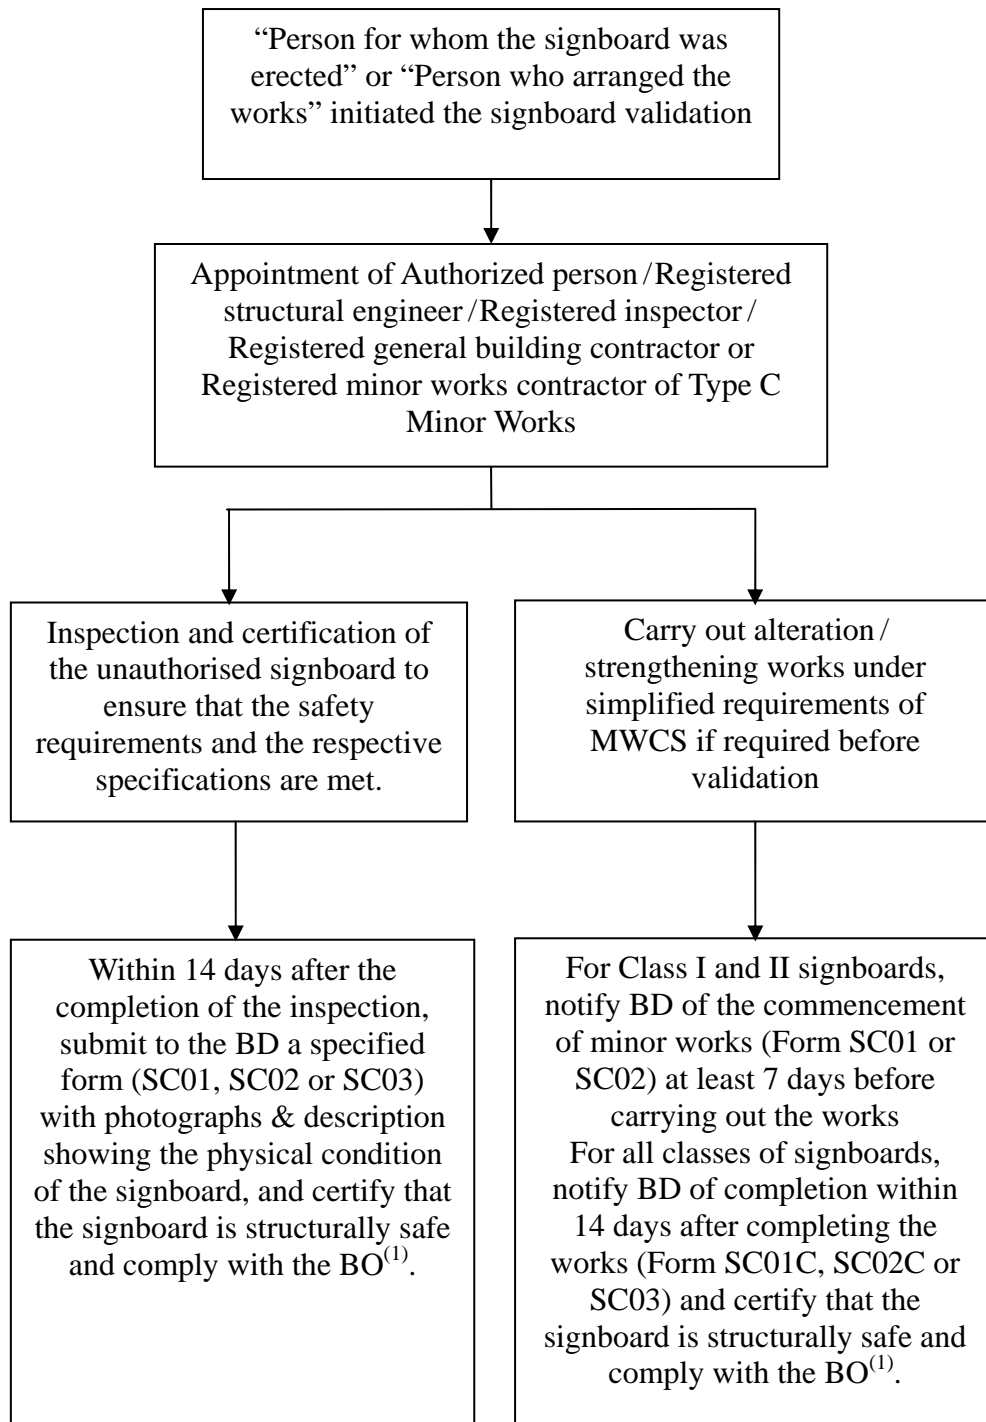 “Person for whom the signboard was
erected” or “Person who arranged the
works” initiated the signboard validation
Appointment of Authorized person / Registered
structural engineer / Registered inspector /
Registered general building contractor or
Registered minor works contractor of Type C
Minor Works
Inspection and certification of
the unauthorised signboard to
ensure that the safety
requirements and the respective
specifications are met.
Carry out alteration /
strengthening works under
simplified requirements of
MWCS if required before
validation
Within 14 days after the
completion of the inspection,
submit to the BD a specified
form (SC01, SC02 or SC03)
with photographs & description
showing the physical condition
of the signboard, and certify that
the signboard is structurally safe
and comply with the BO(1).
For Class I and II signboards,
notify BD of the commencement
of minor works (Form SC01 or
SC02) at least 7 days before
carrying out the works
For all classes of signboards,
notify BD of completion within
14 days after completing the
works (Form SC01C, SC02C or
SC03) and certify that the
signboard is structurally safe and
comply with the BO(1).